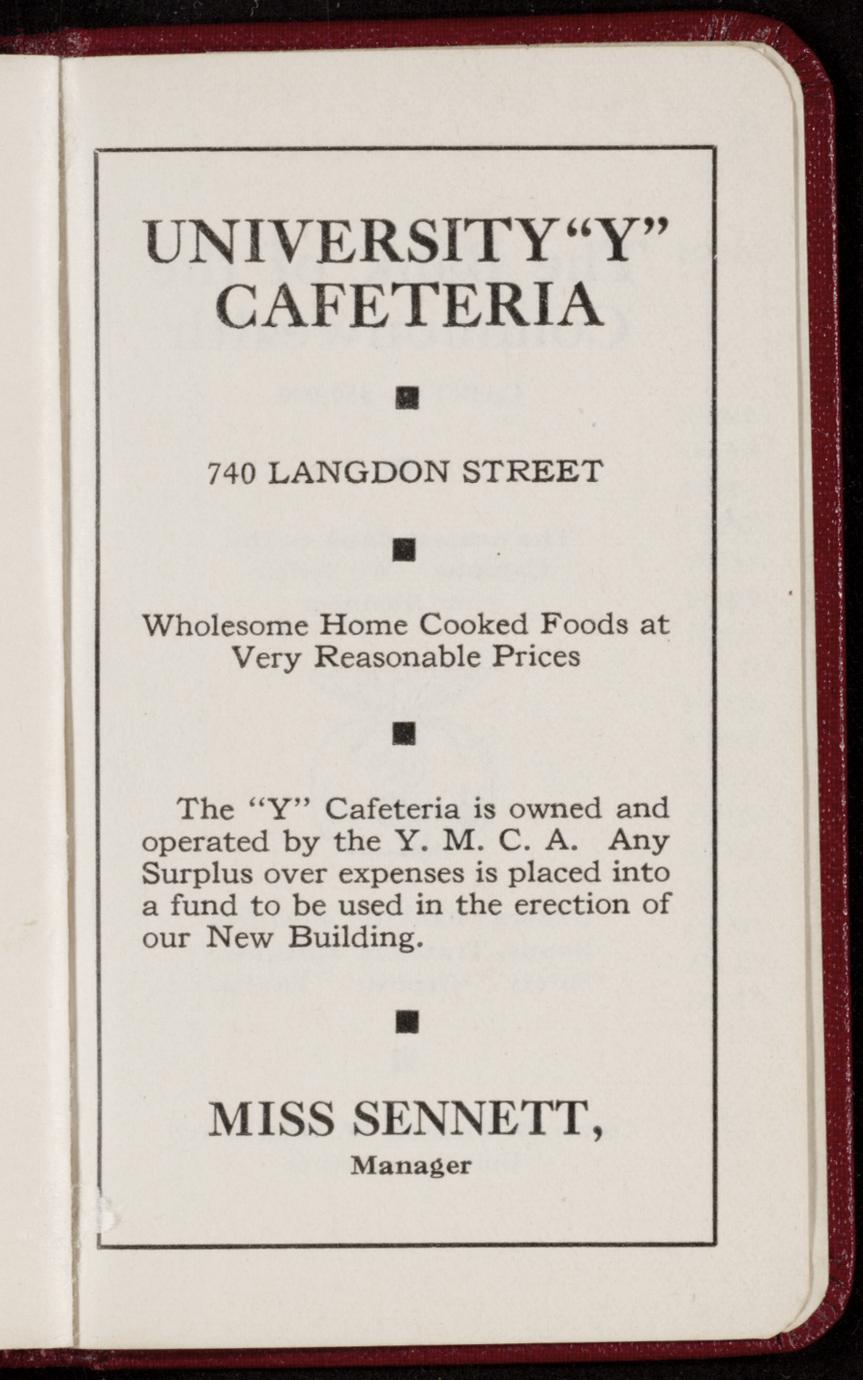 UNIVERSITY “Y”
CAFETERIA
740 LANGDON STREET
Wholesome Home Cooked Foods at
Very Reasonable Prices
The “Y” Cafeteria is owned and
operated by the Y. M. C. A. Any
Surplus over expenses is placed into
a fund to be used in the erection of
our New Building.
MISS SENNETT,
Manager